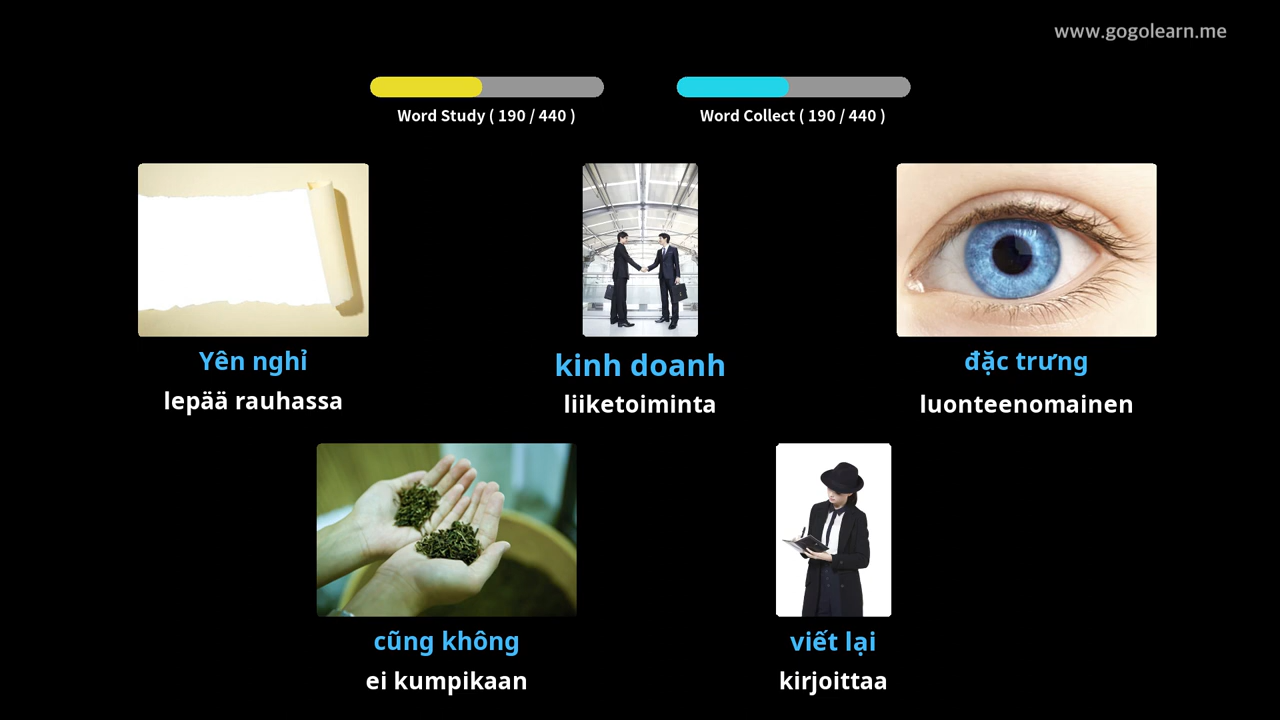 www.gogolearn.me
Word Study ( 190 / 440 )
Word Collect ( 190 / 440 )
Yên nghỉ
lepää rauhassa
kinh doanh
liiketoiminta
đặc trưng
luonteenomainen
cũng không
ei kumpikaan
viết lại
kirjoittaa